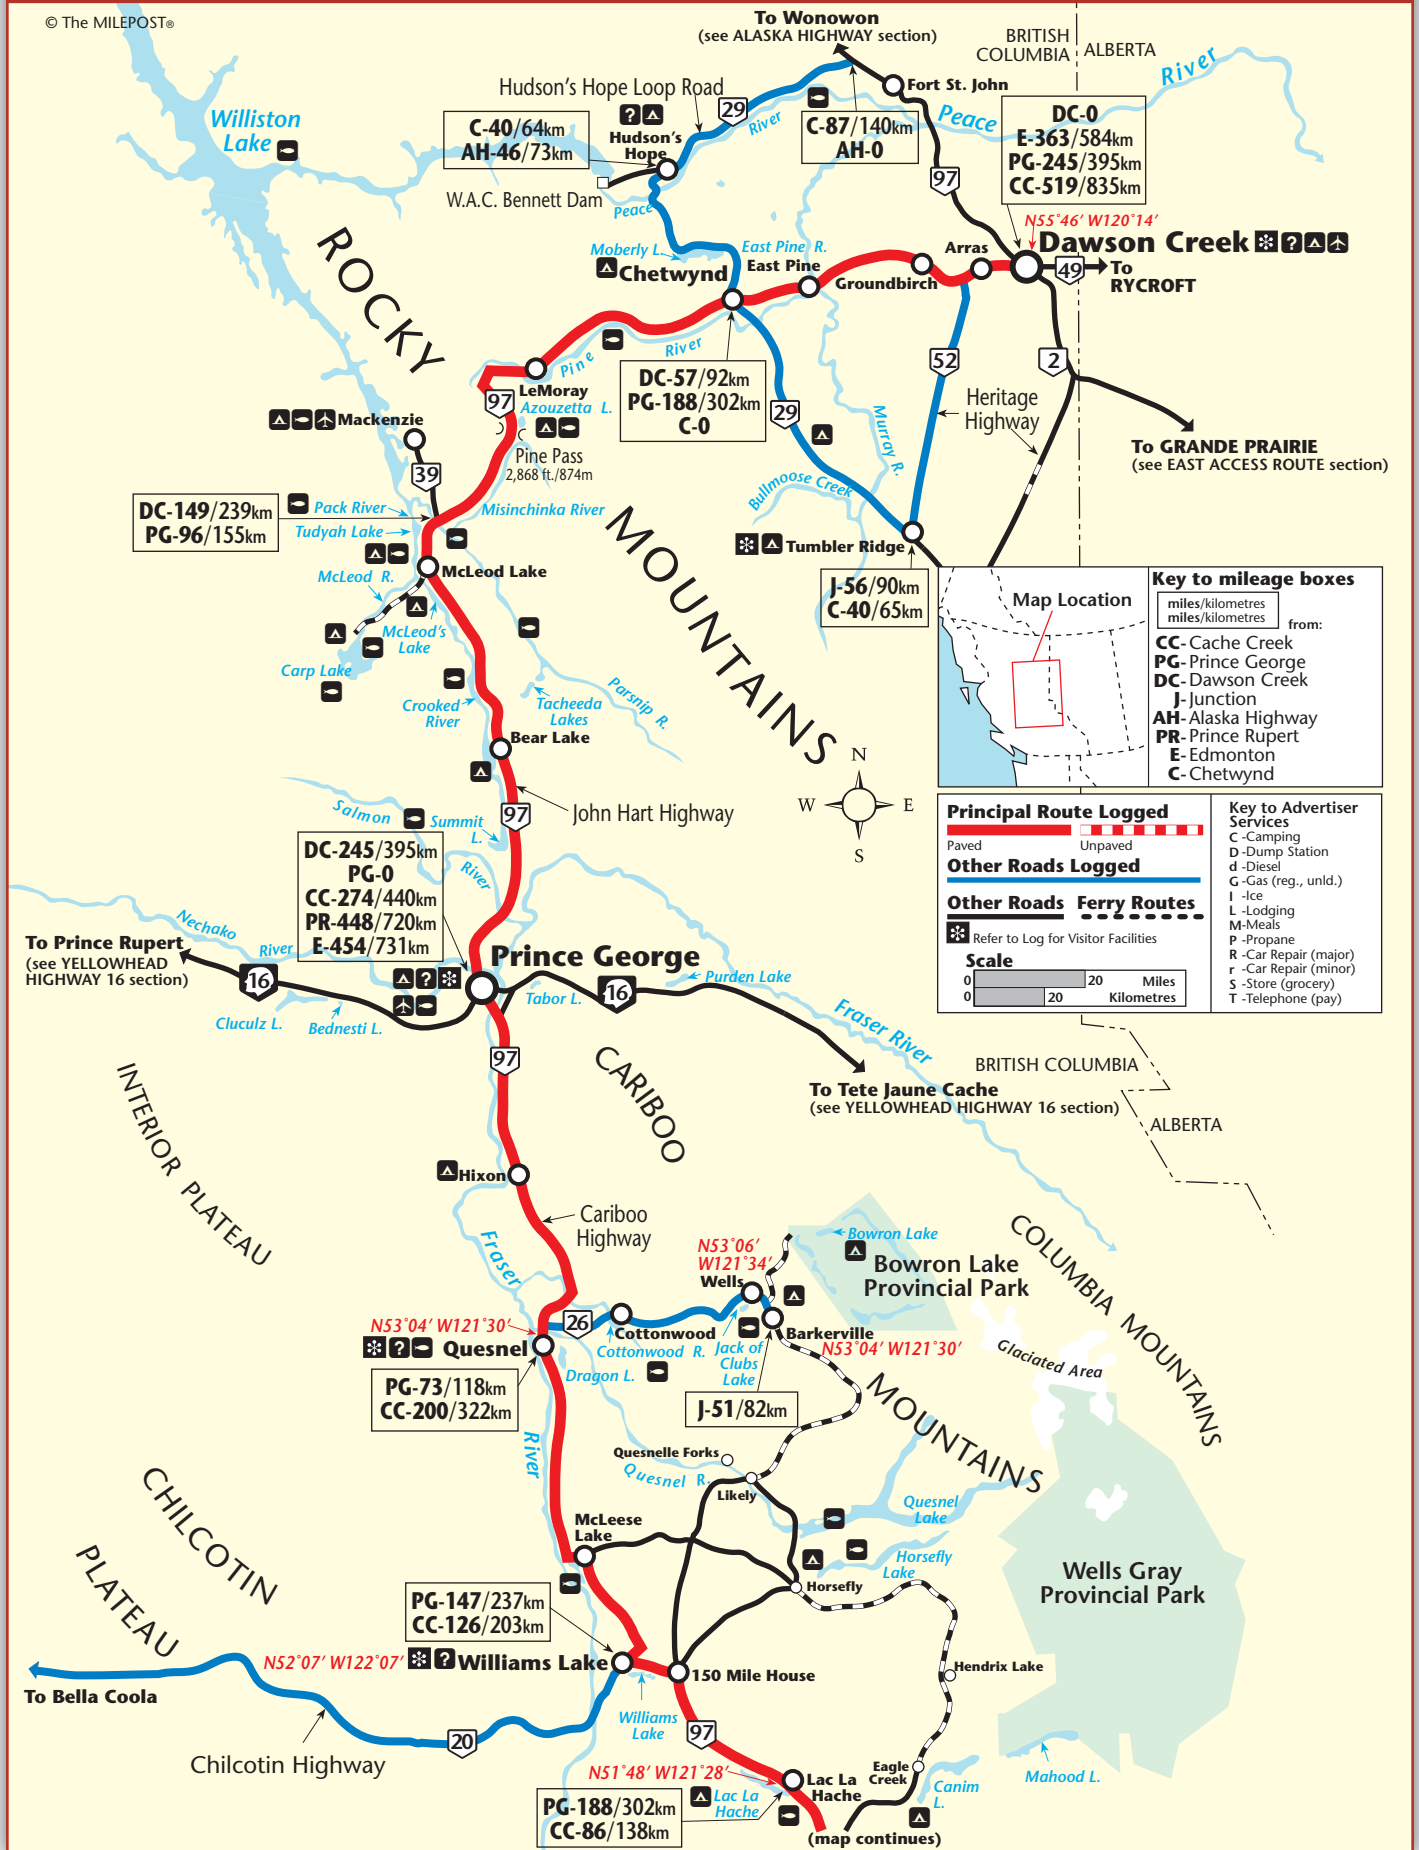 © The MILEPOST®
To Wonowon
(see ALASKA HIGHWAY section)
BRITISH
COLUMBIA
ALBERTA
River
Peace
Fort St. John
Hudson's Hope Loop Road
29
River
Williston
Lake
C-40/64km
AH-46/73km
Hudson's
Hope
C-87/140km
AH-0
DC-0
E-363/584km
PG-245/395km
CC-519/835km
97
W.A.C. Bennett Dam
Peace
N55°46' W120°14'
Dawson Creek
Moberly L.
East Pine R.
Arras
Chetwynd
East Pine
Groundbirch
49
To
RYCROFT
ROCKY
MOUNTAINS
Pine
River
52
2
LeMoray
97
Azouzetta L.
DC-57/92km
PG-188/302km
C-0
29
Heritage
Highway
Murray R.
Mackenzie
Pine Pass
2,868 ft./874m
To GRANDE PRAIRIE
(see EAST ACCESS ROUTE section)
39
Bullmoose Creek
DC-149/239km
PG-96/155km
Pack River
Tudyah Lake
Misinchinka River
Tumbler Ridge
McLeod Lake
McLeod R.
J-56/90km
C-40/65km
McLeod's
Lake
Carp Lake
Crooked
River
Tacheeda
Lakes
Parsnip R.
Bear Lake
Map Location
Key to mileage boxes
miles/kilometres
miles/kilometres
from:
CC-Cache Creek
PG-Prince George
DC-Dawson Creek
J-Junction
AH-Alaska Highway
PR-Prince Rupert
E-Edmonton
C-Chetwynd
N
W
E
S
97
John Hart Highway
Salmon
River
Summit
L.
Principal Route Logged
Paved
Unpaved
Other Roads Logged
Other Roads
Ferry Routes
Refer to Log for Visitor Facilities
Scale
0
20
Miles
0
20
Kilometres
Key to Advertiser
Services
C -Camping
D -Dump Station
d -Diesel
G -Gas (reg., unld.)
I -Ice
L -Lodging
M-Meals
P -Propane
R -Car Repair (major)
r -Car Repair (minor)
S -Store (grocery)
T -Telephone (pay)
DC-245/395km
PG-0
CC-274/440km
PR-448/720km
E-454/731km
Nechako
River
To Prince Rupert
(see YELLOWHEAD
HIGHWAY 16 section)
16
Prince George
Tabor L.
16
Purden Lake
Cluculz L.
Bednesti L.
Fraser River
97
BRITISH COLUMBIA
ALBERTA
To Tete Jaune Cache
(see YELLOWHEAD HIGHWAY 16 section)
INTERIOR PLATEAU
CARIBOO
MOUNTAINS
Hixon
Cariboo
Highway
Fraser
River
COLUMBIA MOUNTAINS
N53°06'
W121°34'
Wells
Bowron Lake
Bowron Lake
Provincial Park
N53°04' W121°30'
26
Cottonwood
Cottonwood R.
Jack of
Clubs
Lake
Barkerville
N53°04' W121°30'
Glaciated Area
Quesnel
Dragon L.
PG-73/118km
CC-200/322km
J-51/82km
Quesnelle Forks
Quesnel R.
Likely
Quesnel
Lake
CHILCOTIN
PLATEAU
McLeese
Lake
Horsefly
Lake
Horsefly
Wells Gray
Provincial Park
PG-147/237km
CC-126/203km
N52°07' W122°07'
Williams Lake
150 Mile House
Hendrix Lake
To Bella Coola
Williams
Lake
97
20
Chilcotin Highway
N51°48' W121°28'
Lac La
Hache
Lac La
Hache
Eagle
Creek
Canim
L.
Mahood L.
PG-188/302km
CC-86/138km
(map continues)